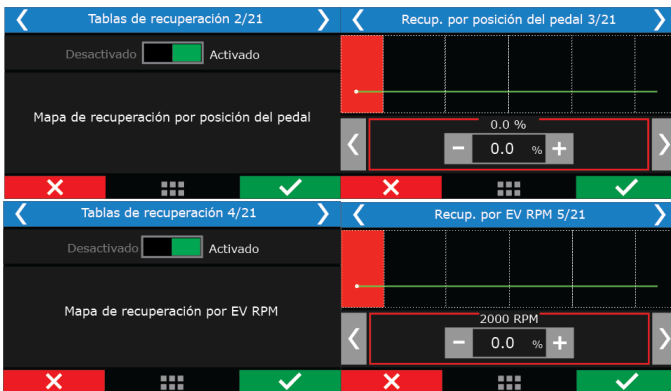 Tablas de recuperación 2/21
Desactivado Activado
Mapa de recuperación por posición del pedal
Recup. por posición del pedal 3/21
0.0 %
0.0 %
Tablas de recuperación 4/21
Desactivado Activado
Mapa de recuperación por EV RPM
Recup. por EV RPM 5/21
2000 RPM
0.0 %